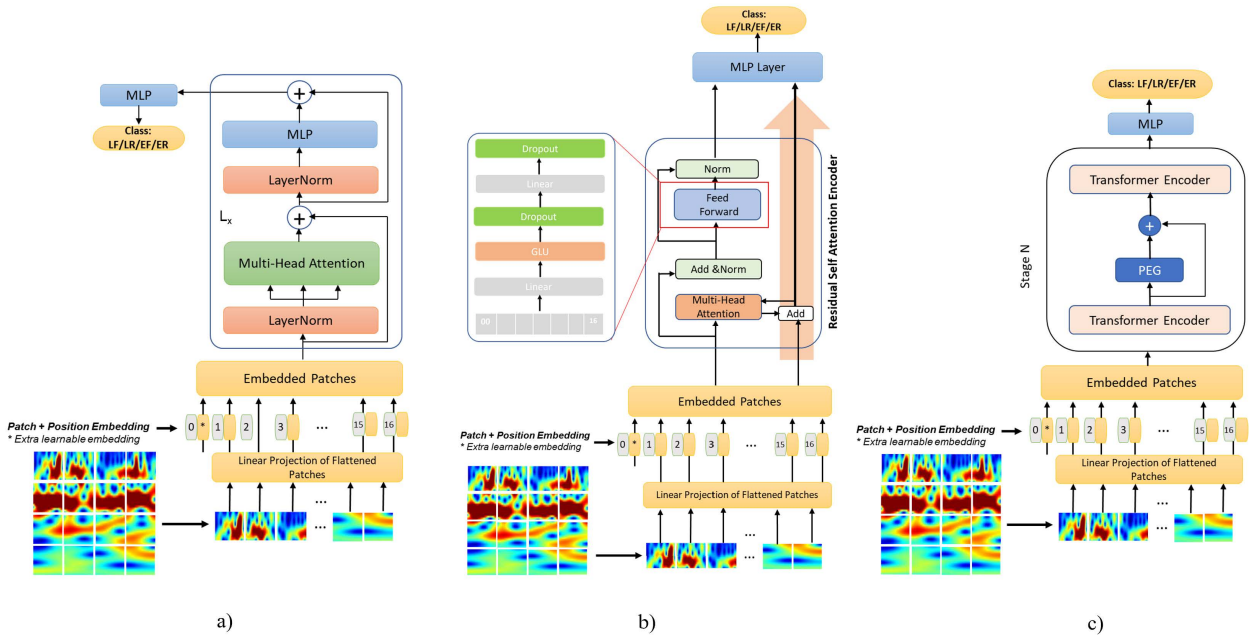 Class:
LF/LR/EF/ER
MLP
+
MLP
LayerNorm
+
Lx
Multi-Head Attention
LayerNorm
Embedded Patches
Patch + Position Embedding
* Extra learnable embedding
0 * 1 2 3 ... 15 16
Linear Projection of Flattened
Patches
...
...
a)
Class:
LF/LR/EF/ER
MLP Layer
Dropout
Linear
Dropout
GLU
Linear
00 16
Norm
Feed
Forward
Add &Norm
Multi-Head
Attention
Add
Residual Self Attention Encoder
Embedded Patches
Patch + Position Embedding
* Extra learnable embedding
0 * 1 2 3 ... 15 16
Linear Projection of Flattened Patches
...
...
b)
Class: LF/LR/EF/ER
MLP
Transformer Encoder
+
PEG
Transformer Encoder
Stage N
Embedded Patches
Patch + Position Embedding
* Extra learnable embedding
0 * 1 2 3 ... 15 16
Linear Projection of Flattened
Patches
...
...
c)